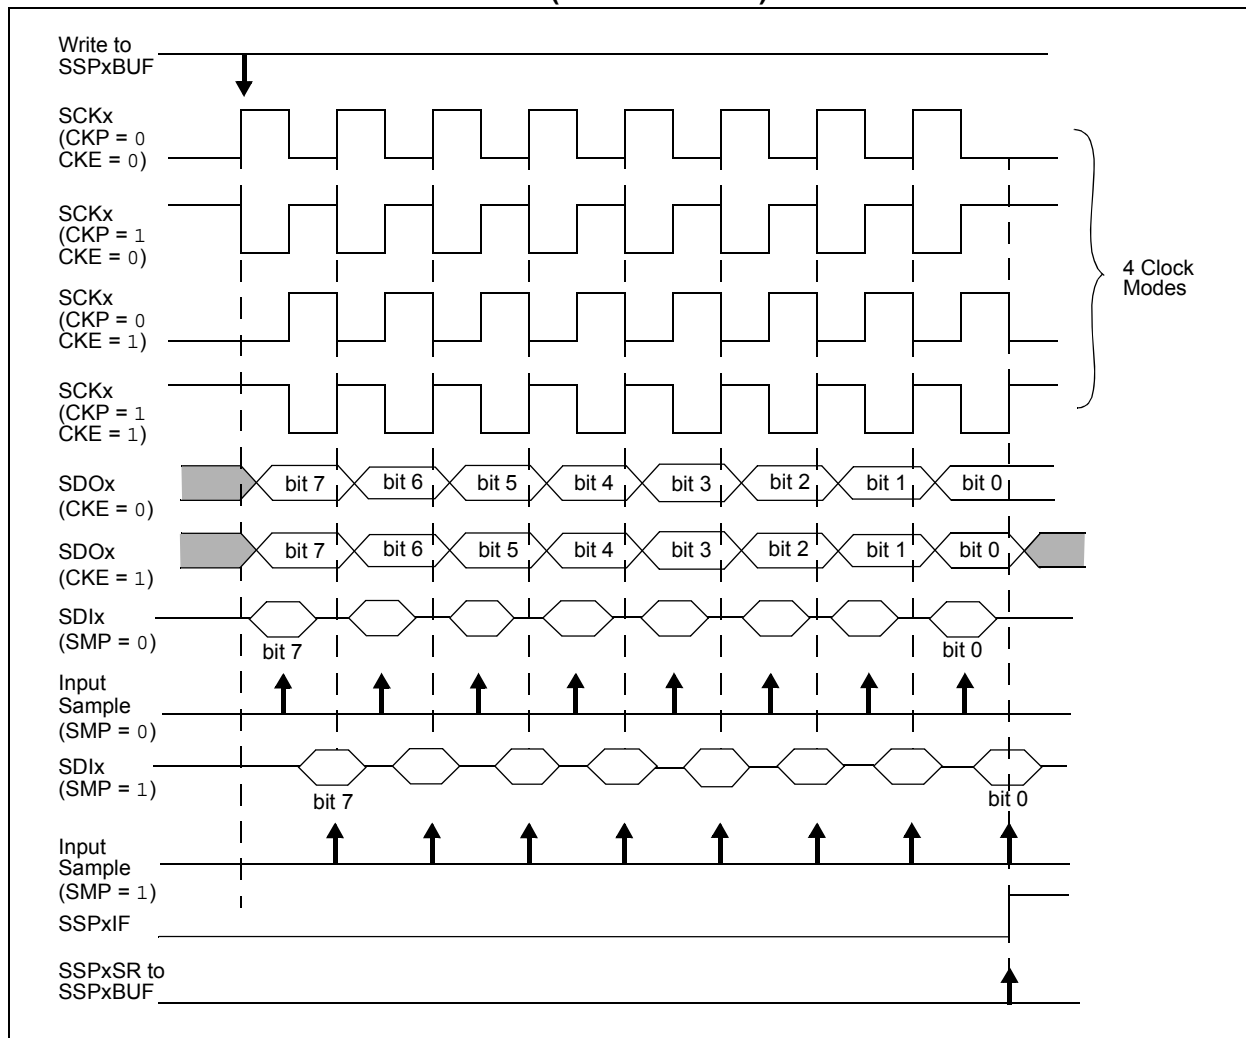 Write to
SSPxBUF
SCKx
(CKP = 0
CKE = 0)
SCKx
(CKP = 1
CKE = 0)
SCKx
(CKP = 0
CKE = 1)
SCKx
(CKP = 1
CKE = 1)
4 Clock
Modes
SDOx
(CKE = 0)
bit 7 bit 6 bit 5 bit 4 bit 3 bit 2 bit 1 bit 0
SDOx
(CKE = 1)
bit 7 bit 6 bit 5 bit 4 bit 3 bit 2 bit 1 bit 0
SDIx
(SMP = 0)
bit 7 bit 0
Input
Sample
(SMP = 0)
SDIx
(SMP = 1)
bit 7 bit 0
Input
Sample
(SMP = 1)
SSPxIF
SSPxSR to
SSPxBUF